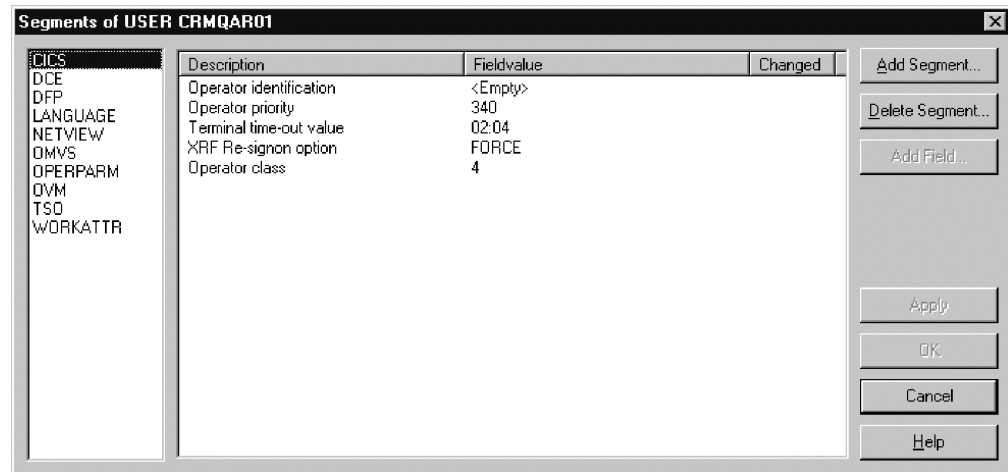 Segments of USER CRMQAR01
CICS
DCE
DFP
LANGUAGE
NETVIEW
OMVS
OPERPARM
OVM
TSO
WORKATTR
Description Fieldvalue Changed
Operator identification <Empty>
Operator priority 340
Terminal time-out value 02:04
XRF Re-signon option FORCE
Operator class 4
Add Segment...
Delete Segment...
Add Field...
Apply
OK
Cancel
Help